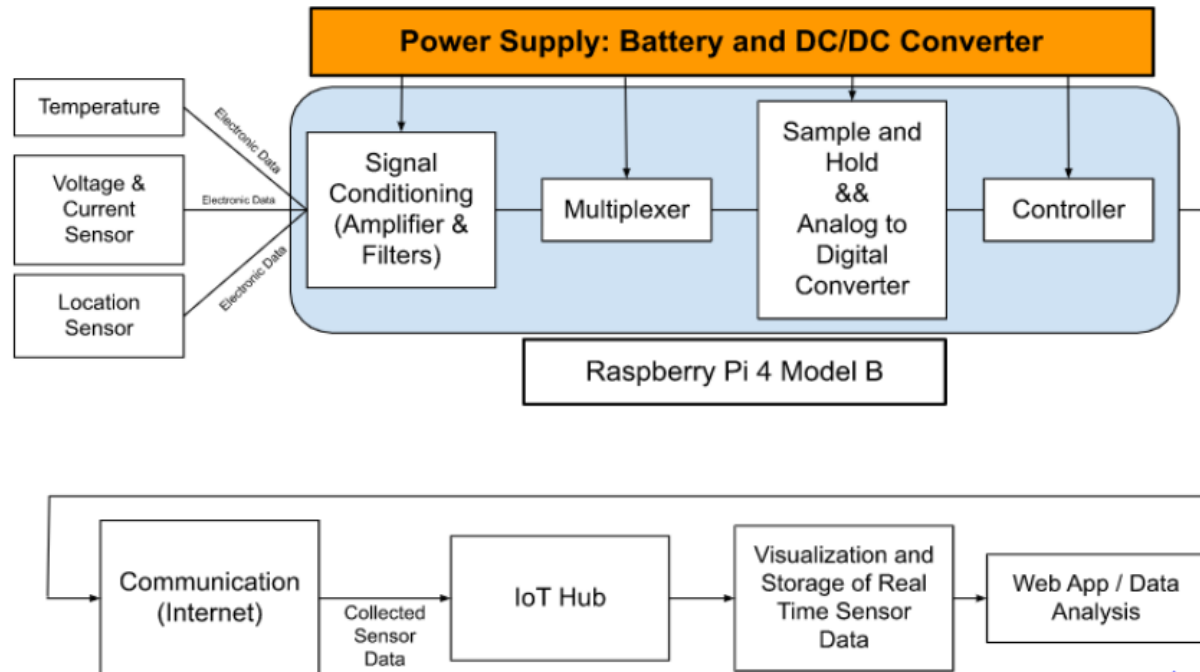 Power Supply: Battery and DC/DC Converter
Temperature
Electronic Data
Voltage &
Current
Sensor
Electronic Data
Location
Sensor
Electronic Data
Signal
Conditioning
(Amplifier &
Filters)
Multiplexer
Sample and
Hold
&&
Analog to
Digital
Converter
Controller
Raspberry Pi 4 Model B
Communication
(Internet)
Collected
Sensor
Data
IoT Hub
Visualization and
Storage of Real
Time Sensor
Data
Web App / Data
Analysis